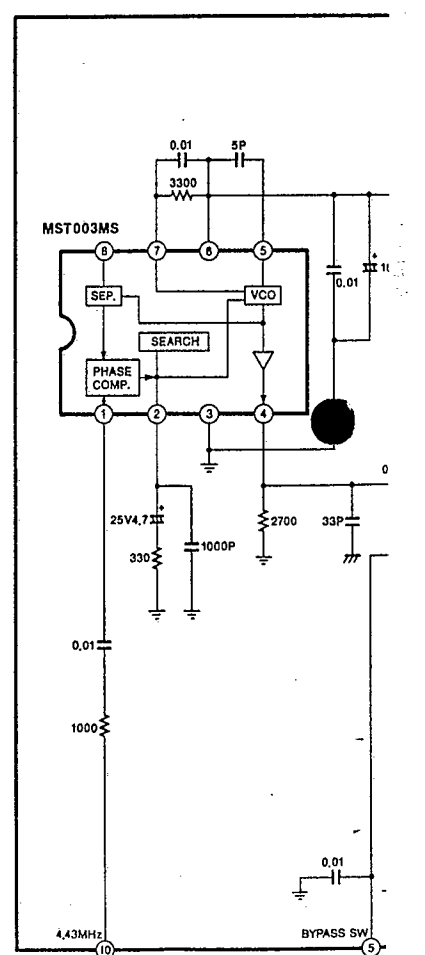 0.01
5P
3300
MST003MS
8
7
6
5
0.01
SEP.
VCO
SEARCH
PHASE
COMP.
1
2
3
4
25V4.7
2700
33P
330
1000P
0.01
1000
0.01
4.43MHz
10
BYPASS SW
5